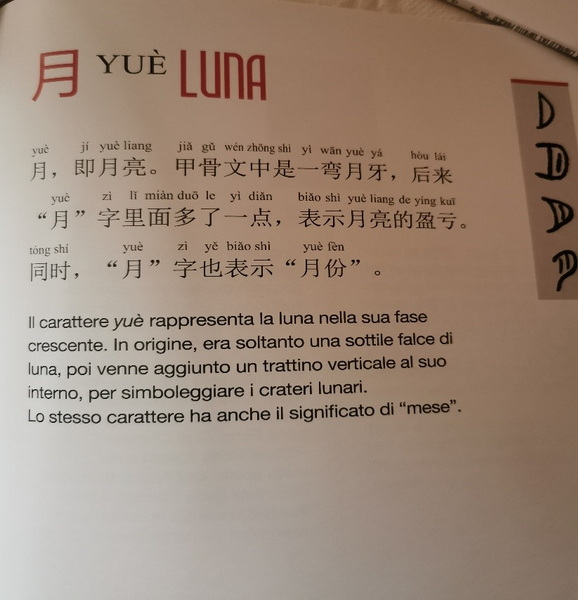 月 YUÈ LUNA
yuè jí yuè liang jiǎ gǔ wén zhōng shì yì wān yuè yá hòu lái
月，即月亮。甲骨文中是一弯月牙，后来
yuè zì lǐ miàn duō le yì diǎn biǎo shì yuè liang de yíng kuī
“月”字里面多了一点，表示月亮的盈亏。
tóng shí yuè zì yě biǎo shì yuè fèn
同时，“月”字也表示“月份”。
Il carattere yuè rappresenta la luna nella sua fase
crescente. In origine, era soltanto una sottile falce di
luna, poi venne aggiunto un trattino verticale al suo
interno, per simboleggiare i crateri lunari.
Lo stesso carattere ha anche il significato di “mese”.